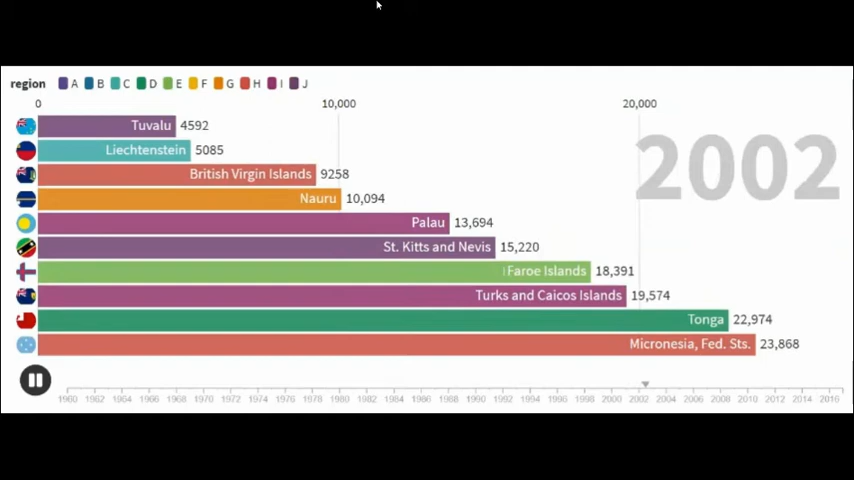 region A B C D E F G H I J
0 10,000 20,000
2002
Tuvalu 4592
Liechtenstein 5085
British Virgin Islands 9258
Nauru 10,094
Palau 13,694
St. Kitts and Nevis 15,220
Faroe Islands 18,391
Turks and Caicos Islands 19,574
Tonga 22,974
Micronesia, Fed. Sts. 23,868
1960 1962 1964 1966 1968 1970 1972 1974 1976 1978 1980 1982 1984 1986 1988 1990 1992 1994 1996 1998 2000 2002 2004 2006 2008 2010 2012 2014 2016